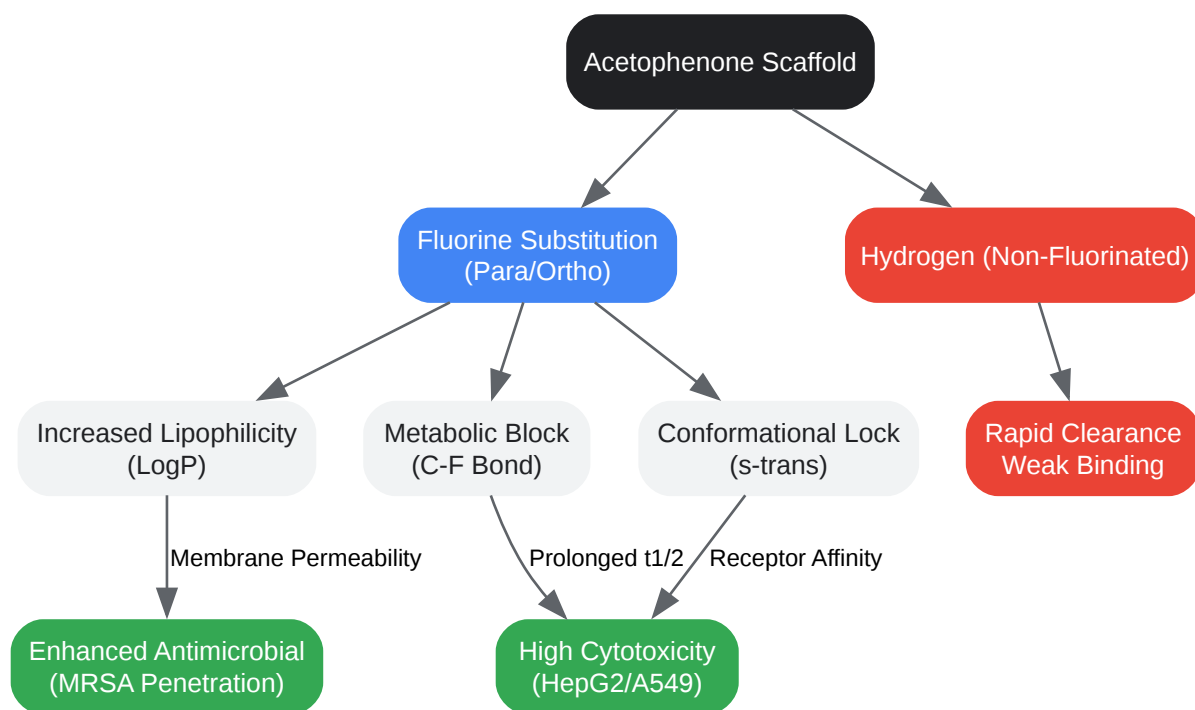 Acetophenone Scaffold
Fluorine Substitution
(Para/Ortho)
Hydrogen (Non-Fluorinated)
Increased Lipophilicity
(LogP)
Metabolic Block
(C-F Bond)
Conformational Lock
(s-trans)
Rapid Clearance
Weak Binding
Membrane Permeability
Prolonged t1/2
Receptor Affinity
Enhanced Antimicrobial
(MRSA Penetration)
High Cytotoxicity
(HepG2/A549)